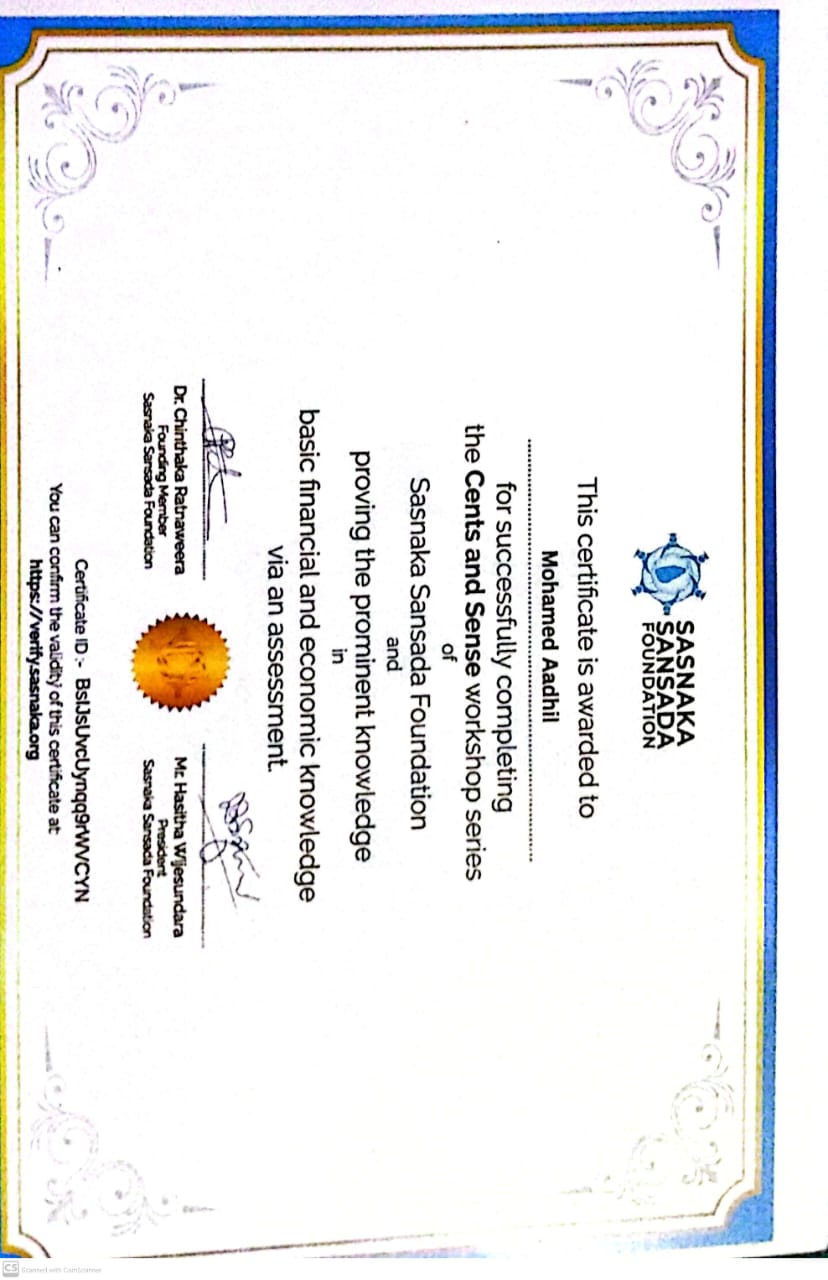 SASNAKA
SANSADA
FOUNDATION
This certificate is awarded to
Mohamed Aadhil
for successfully completing
the Cents and Sense workshop series
of
Sasnaka Sansada Foundation
and
proving the prominent knowledge
in
basic financial and economic knowledge
via an assessment.
Dr. Chinthaka Ratnaweera
Founding Member
Sasnaka Sansada Foundation
Mr. Hasitha Wijesundara
President
Sasnaka Sansada Foundation
Certificate ID :- BslJsUvcUynqq9rWVCYN
You can confirm the validity of this certificate at
https://verify.sasnaka.org
CS Scanned with CamScanner